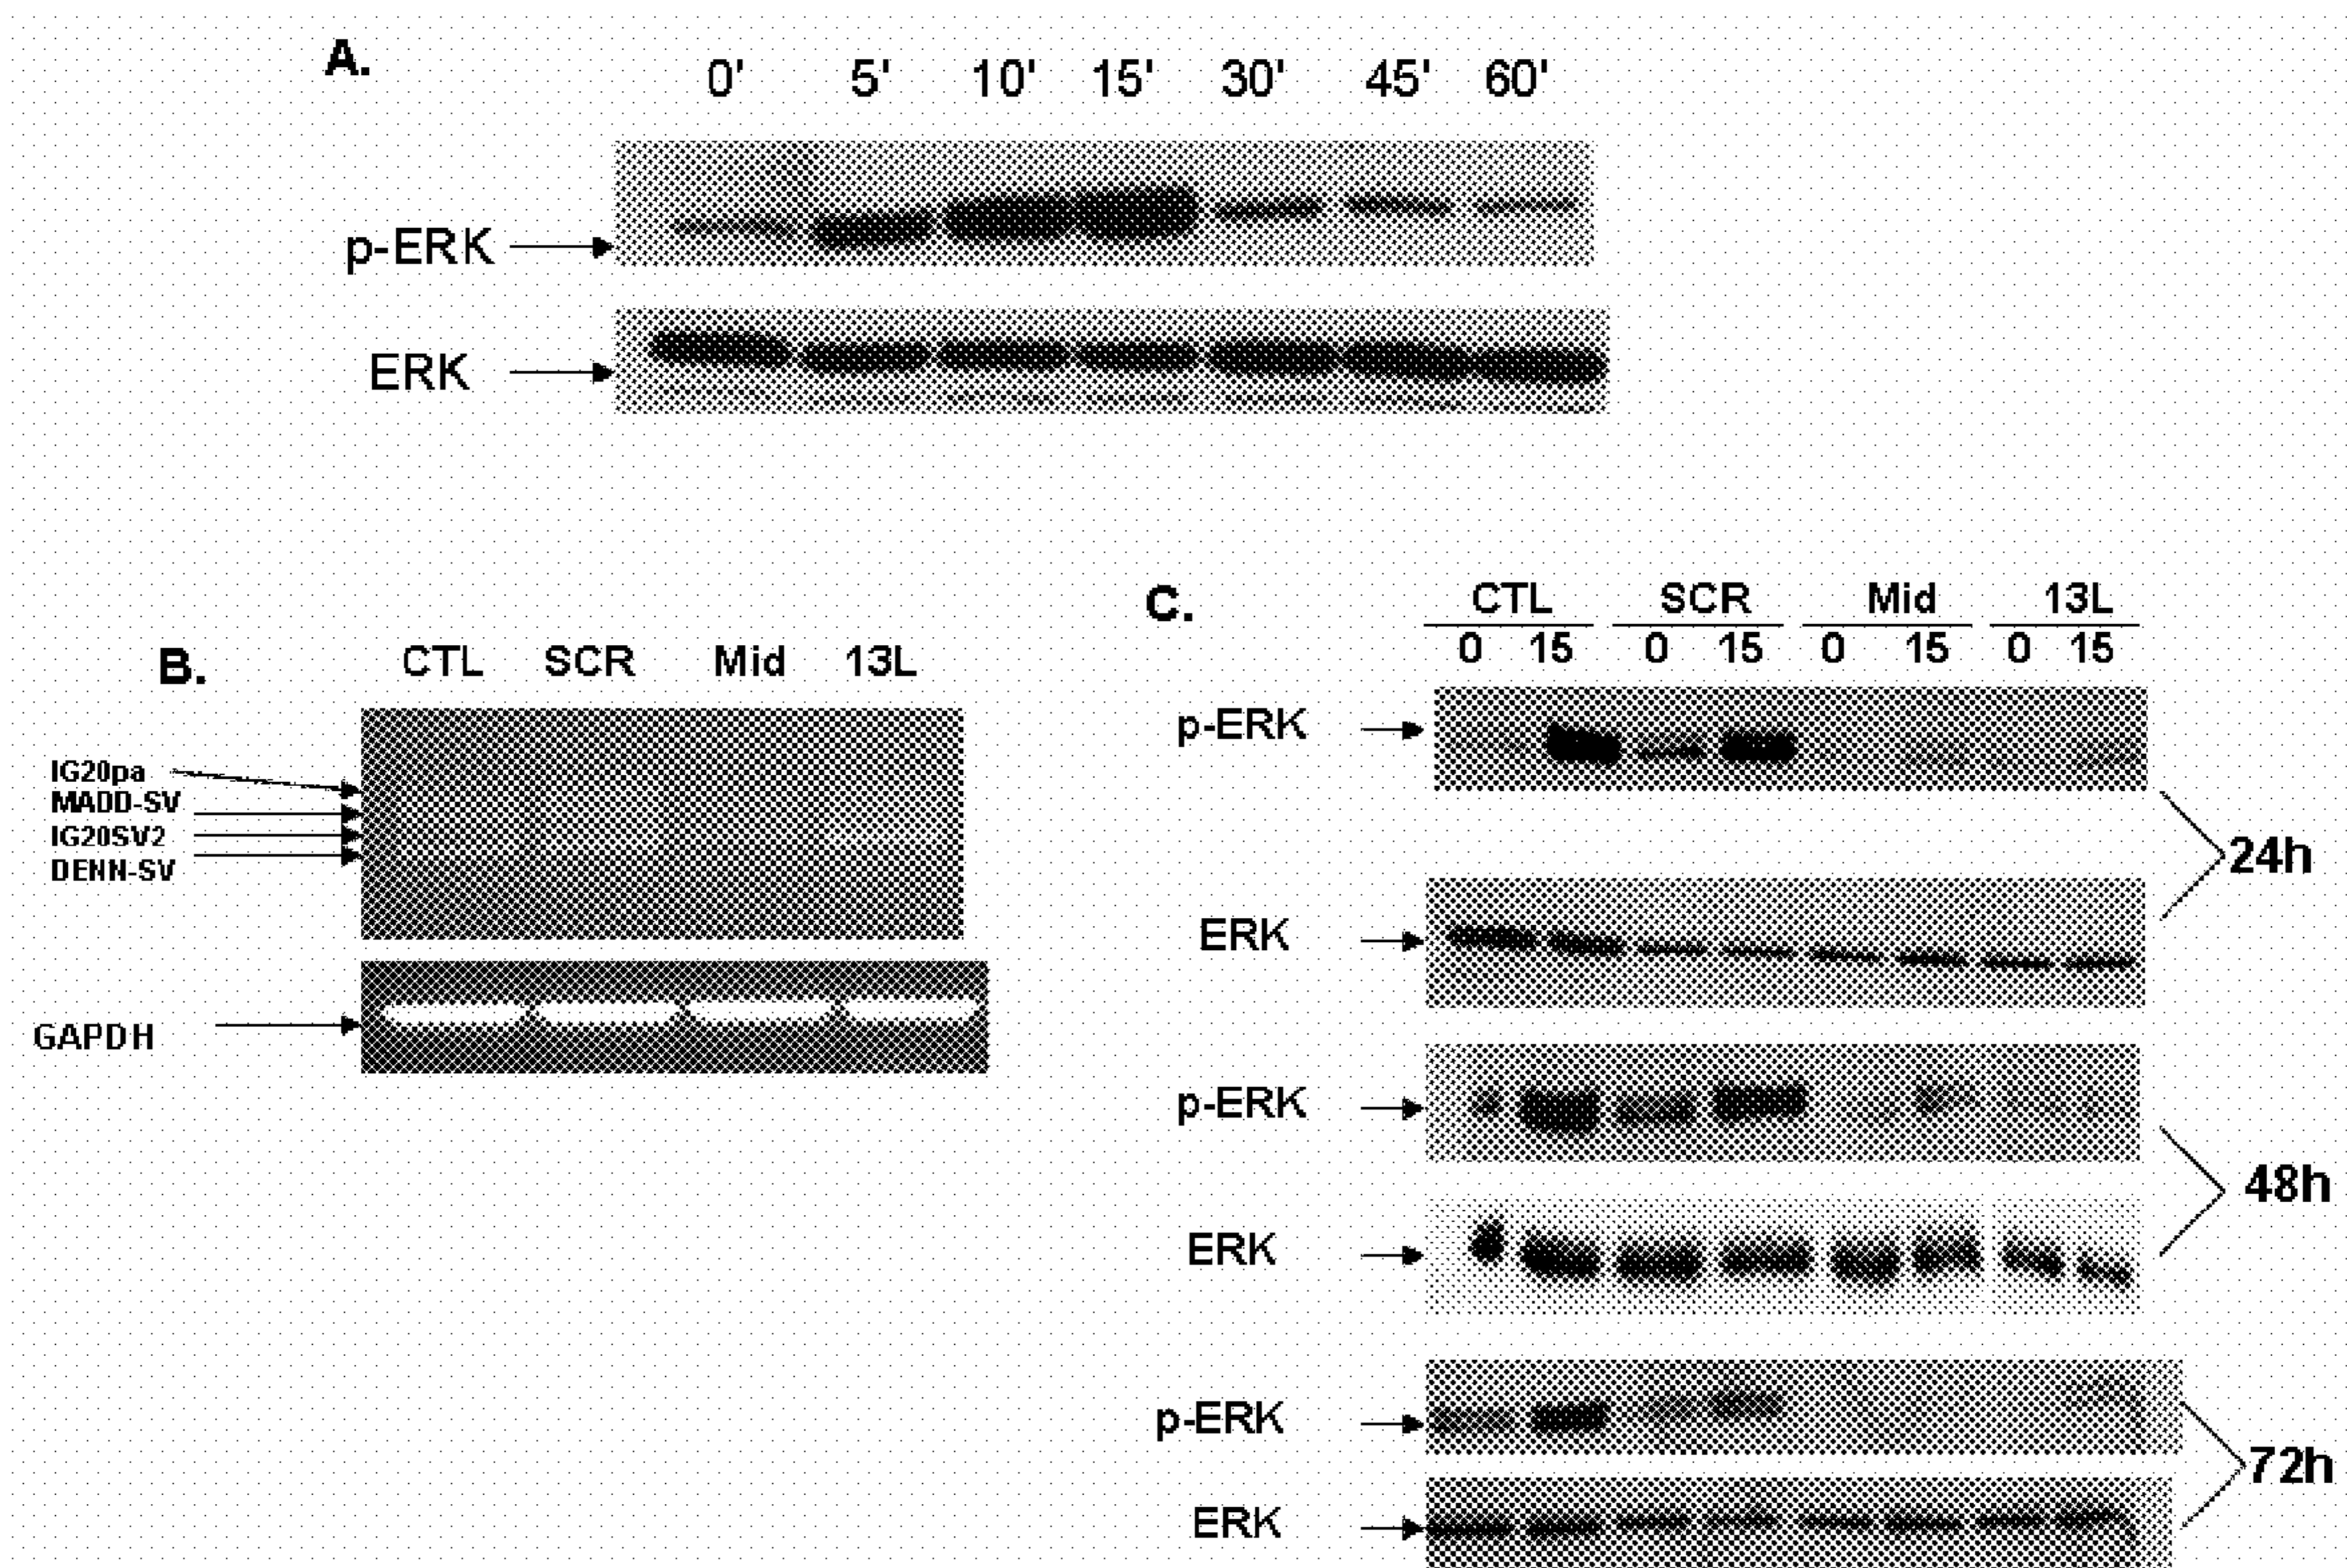 A.
0' 5' 10' 15' 30' 45' 60'
p-ERK
ERK
B.
CTL SCR Mid 13L
IG20pa
MADD-SV
IG20SV2
DENN-SV
GAPDH
C.
CTL SCR Mid 13L
0 15 0 15 0 15 0 15
p-ERK
24h
ERK
p-ERK
48h
ERK
p-ERK
72h
ERK